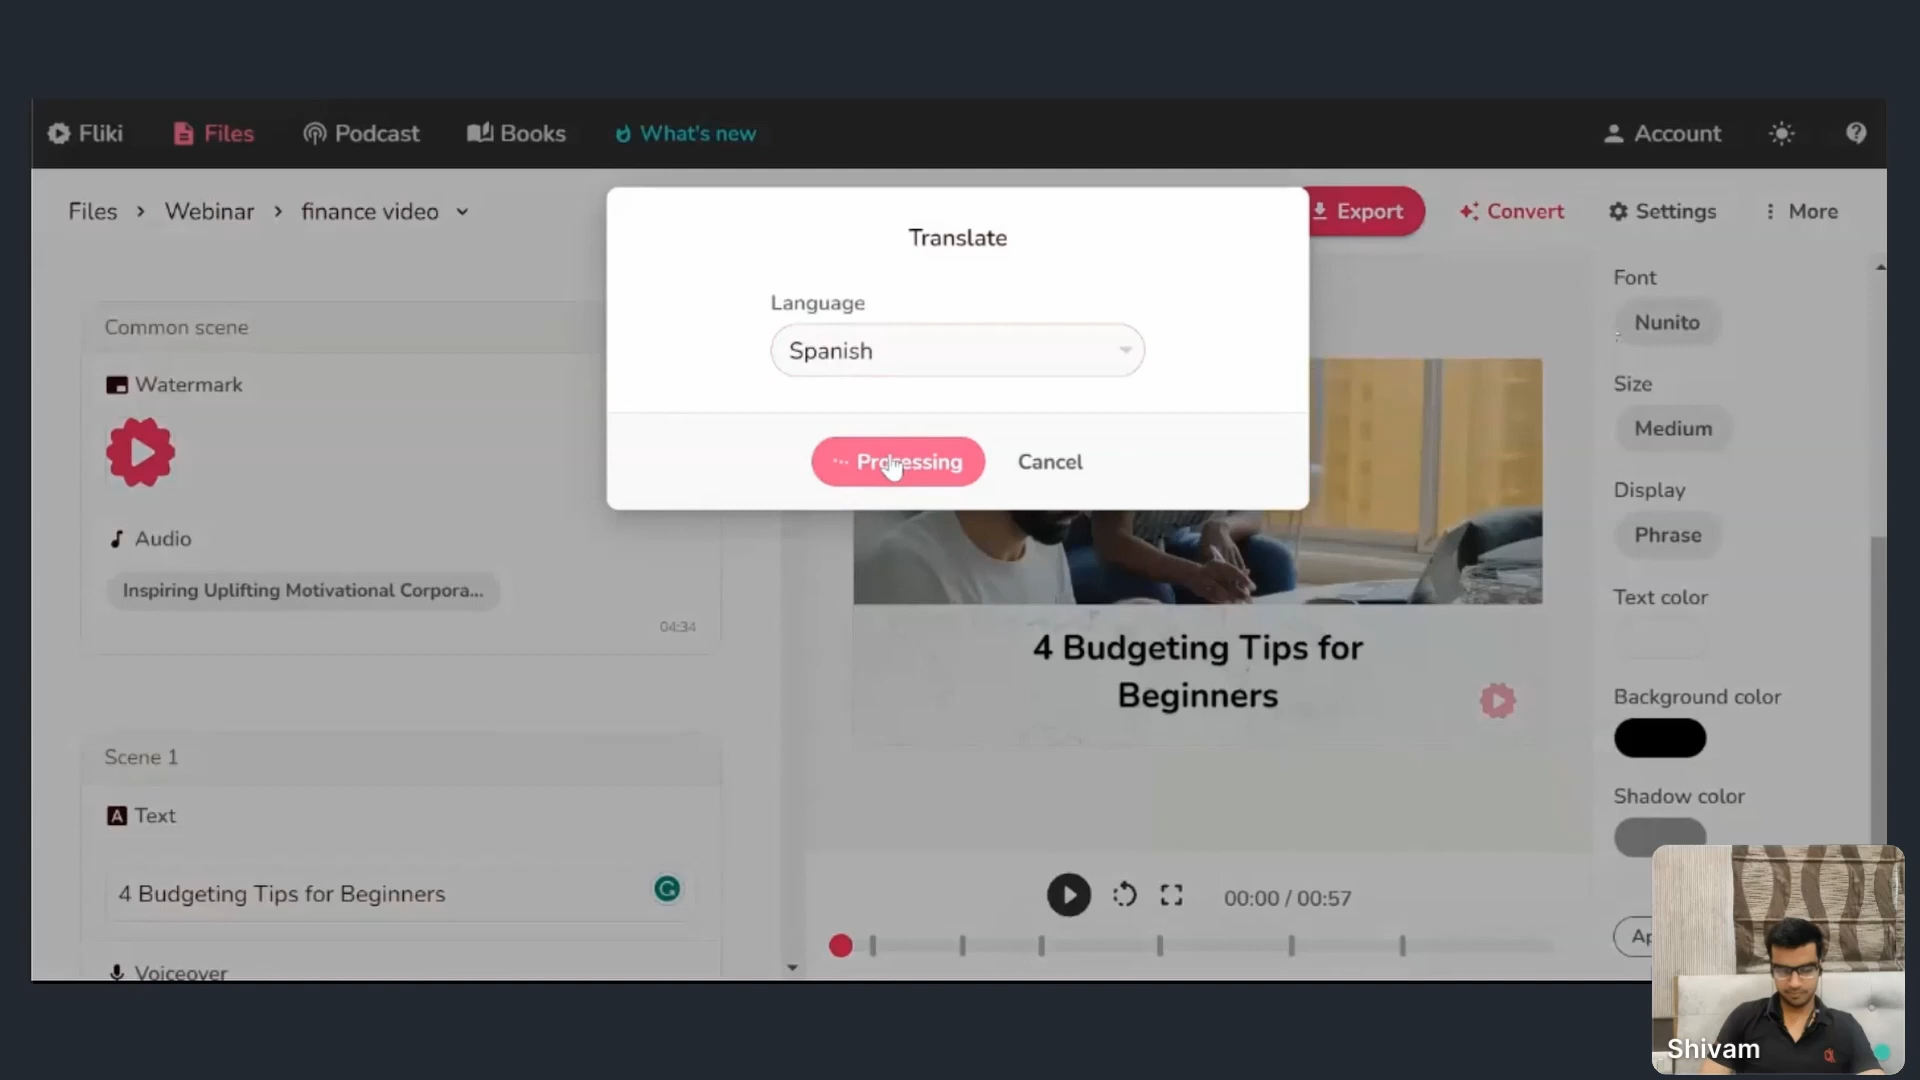 Fliki
Files
Podcast
Books
What's new
Account
Files > Webinar > finance video
Export
Convert
Settings
More
Translate
Language
Spanish
Processing
Cancel
Common scene
Watermark
Audio
Inspiring Uplifting Motivational Corpora...
04:34
Scene 1
Text
4 Budgeting Tips for Beginners
Voiceover
4 Budgeting Tips for
Beginners
00:00 / 00:57
Font
Nunito
Size
Medium
Display
Phrase
Text color
Background color
Shadow color
Shivam